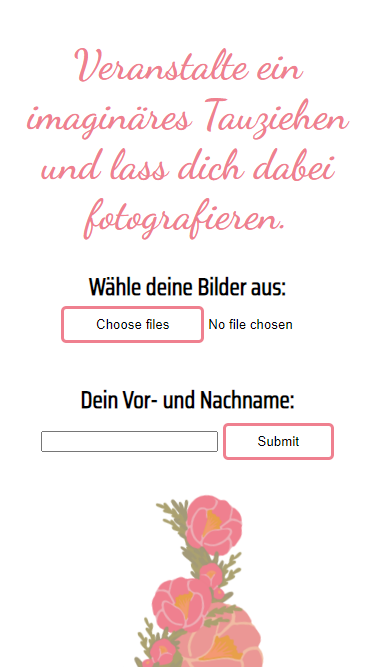 Veranstalte ein
imaginäres Tauziehen
und lass dich dabei
fotografieren.
Wähle deine Bilder aus:
Choose files No file chosen
Dein Vor- und Nachname:
Submit